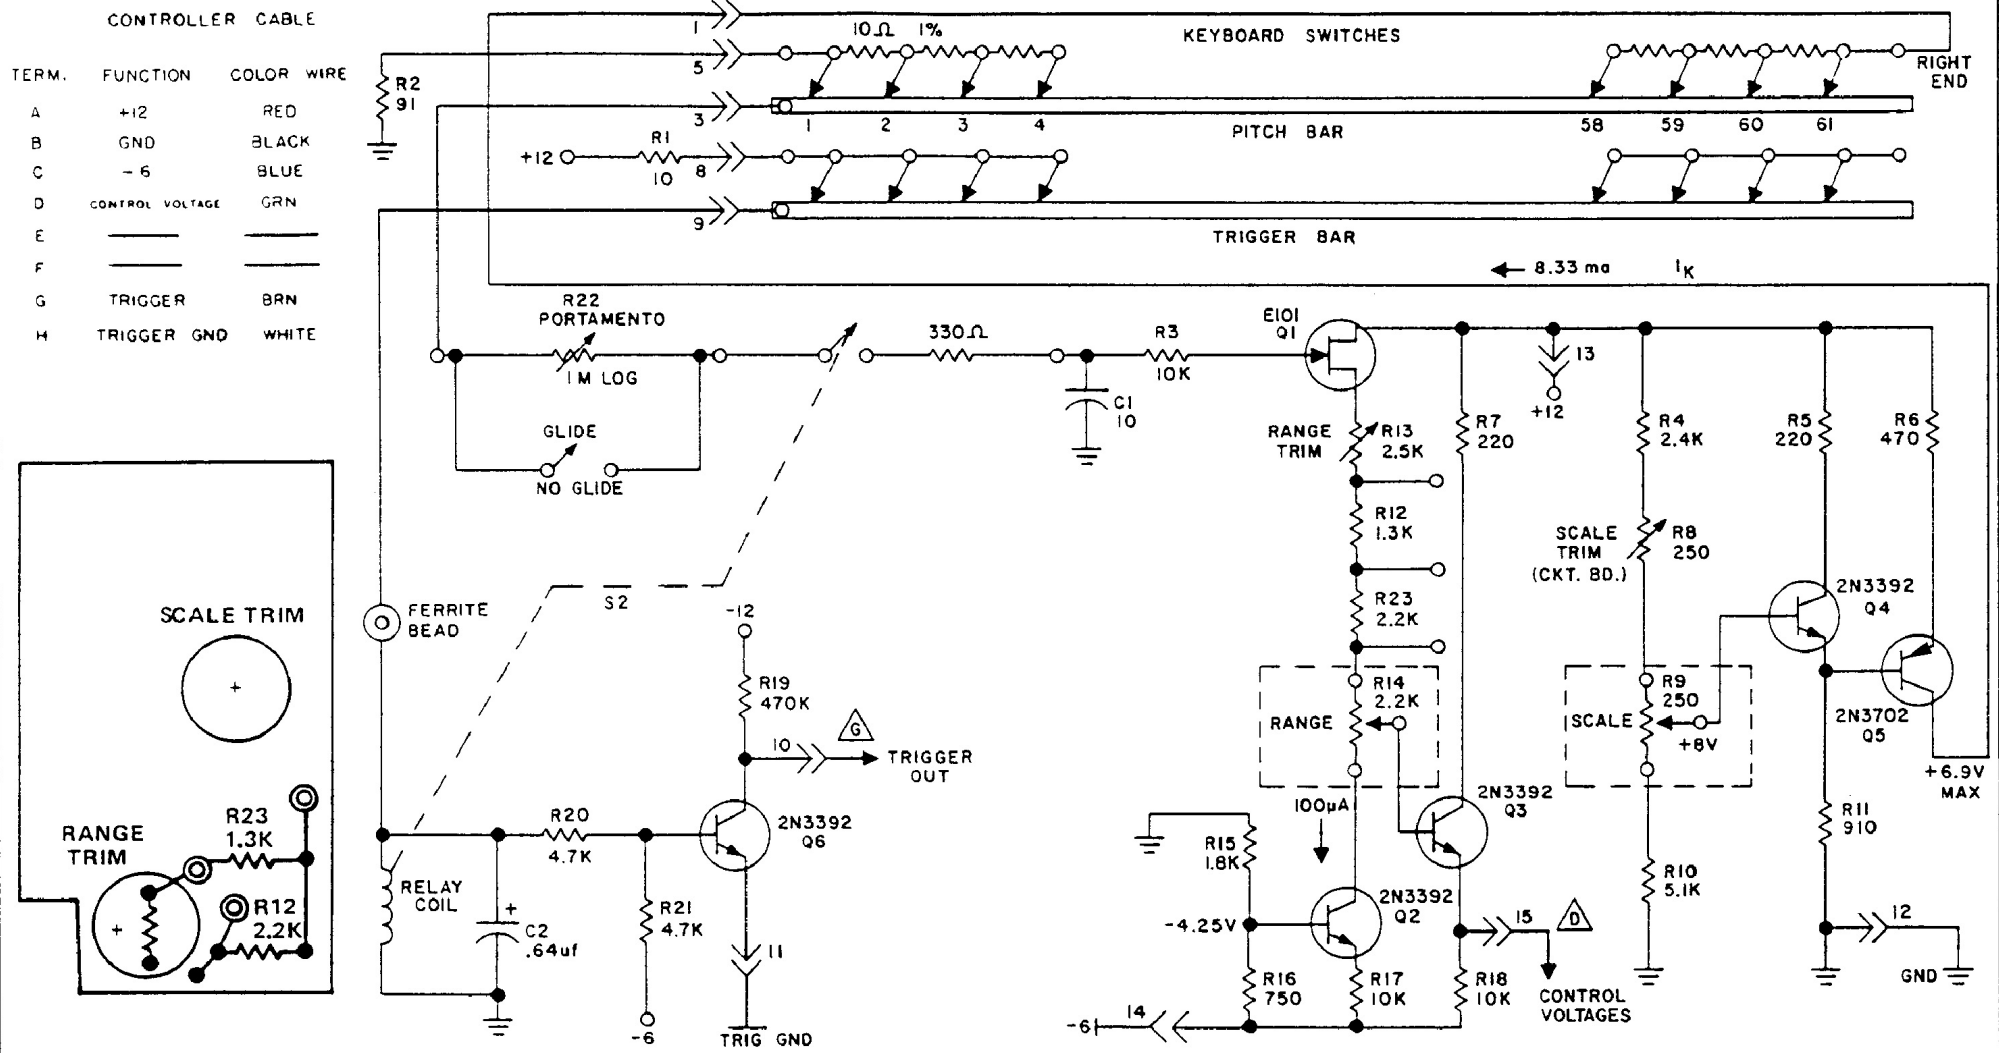 CONTROLLER CABLE
TERM. FUNCTION COLOR WIRE
A +12 RED
B GND BLACK
C - 6 BLUE
D CONTROL VOLTAGE GRN
E
F
G TRIGGER BRN
H TRIGGER GND WHITE
1
10Ω 1%
KEYBOARD SWITCHES
5
RIGHT
END
R2
91
3
1 2 3 4
PITCH BAR
58 59 60 61
+12
R1
10
8
9
TRIGGER BAR
8.33 ma IK
R22
PORTAMENTO
1M LOG
GLIDE
NO GLIDE
330Ω
C1
10
R3
10K
E101
Q1
RANGE
TRIM
R13
2.5K
R7
220
13
+12
R4
2.4K
R5
220
R6
470
R12
1.3K
R23
2.2K
SCALE
TRIM
(CKT. BD.)
R8
250
2N3392
Q4
S2
FERRITE
BEAD
-12
R19
470K
10
G
TRIGGER
OUT
RANGE
R14
2.2K
SCALE
R9
250
+8V
2N3702
Q5
+6.9V
MAX
SCALE TRIM
RANGE
TRIM
R23
1.3K
R12
2.2K
R20
4.7K
2N3392
Q6
RELAY
COIL
+
C2
.64uf
R21
4.7K
-6
11
TRIG GND
100µA
2N3392
Q3
R15
1.8K
-4.25V
2N3392
Q2
R16
750
R17
10K
R18
10K
15
D
CONTROL
VOLTAGES
-6
14
R10
5.1K
R11
910
12
GND